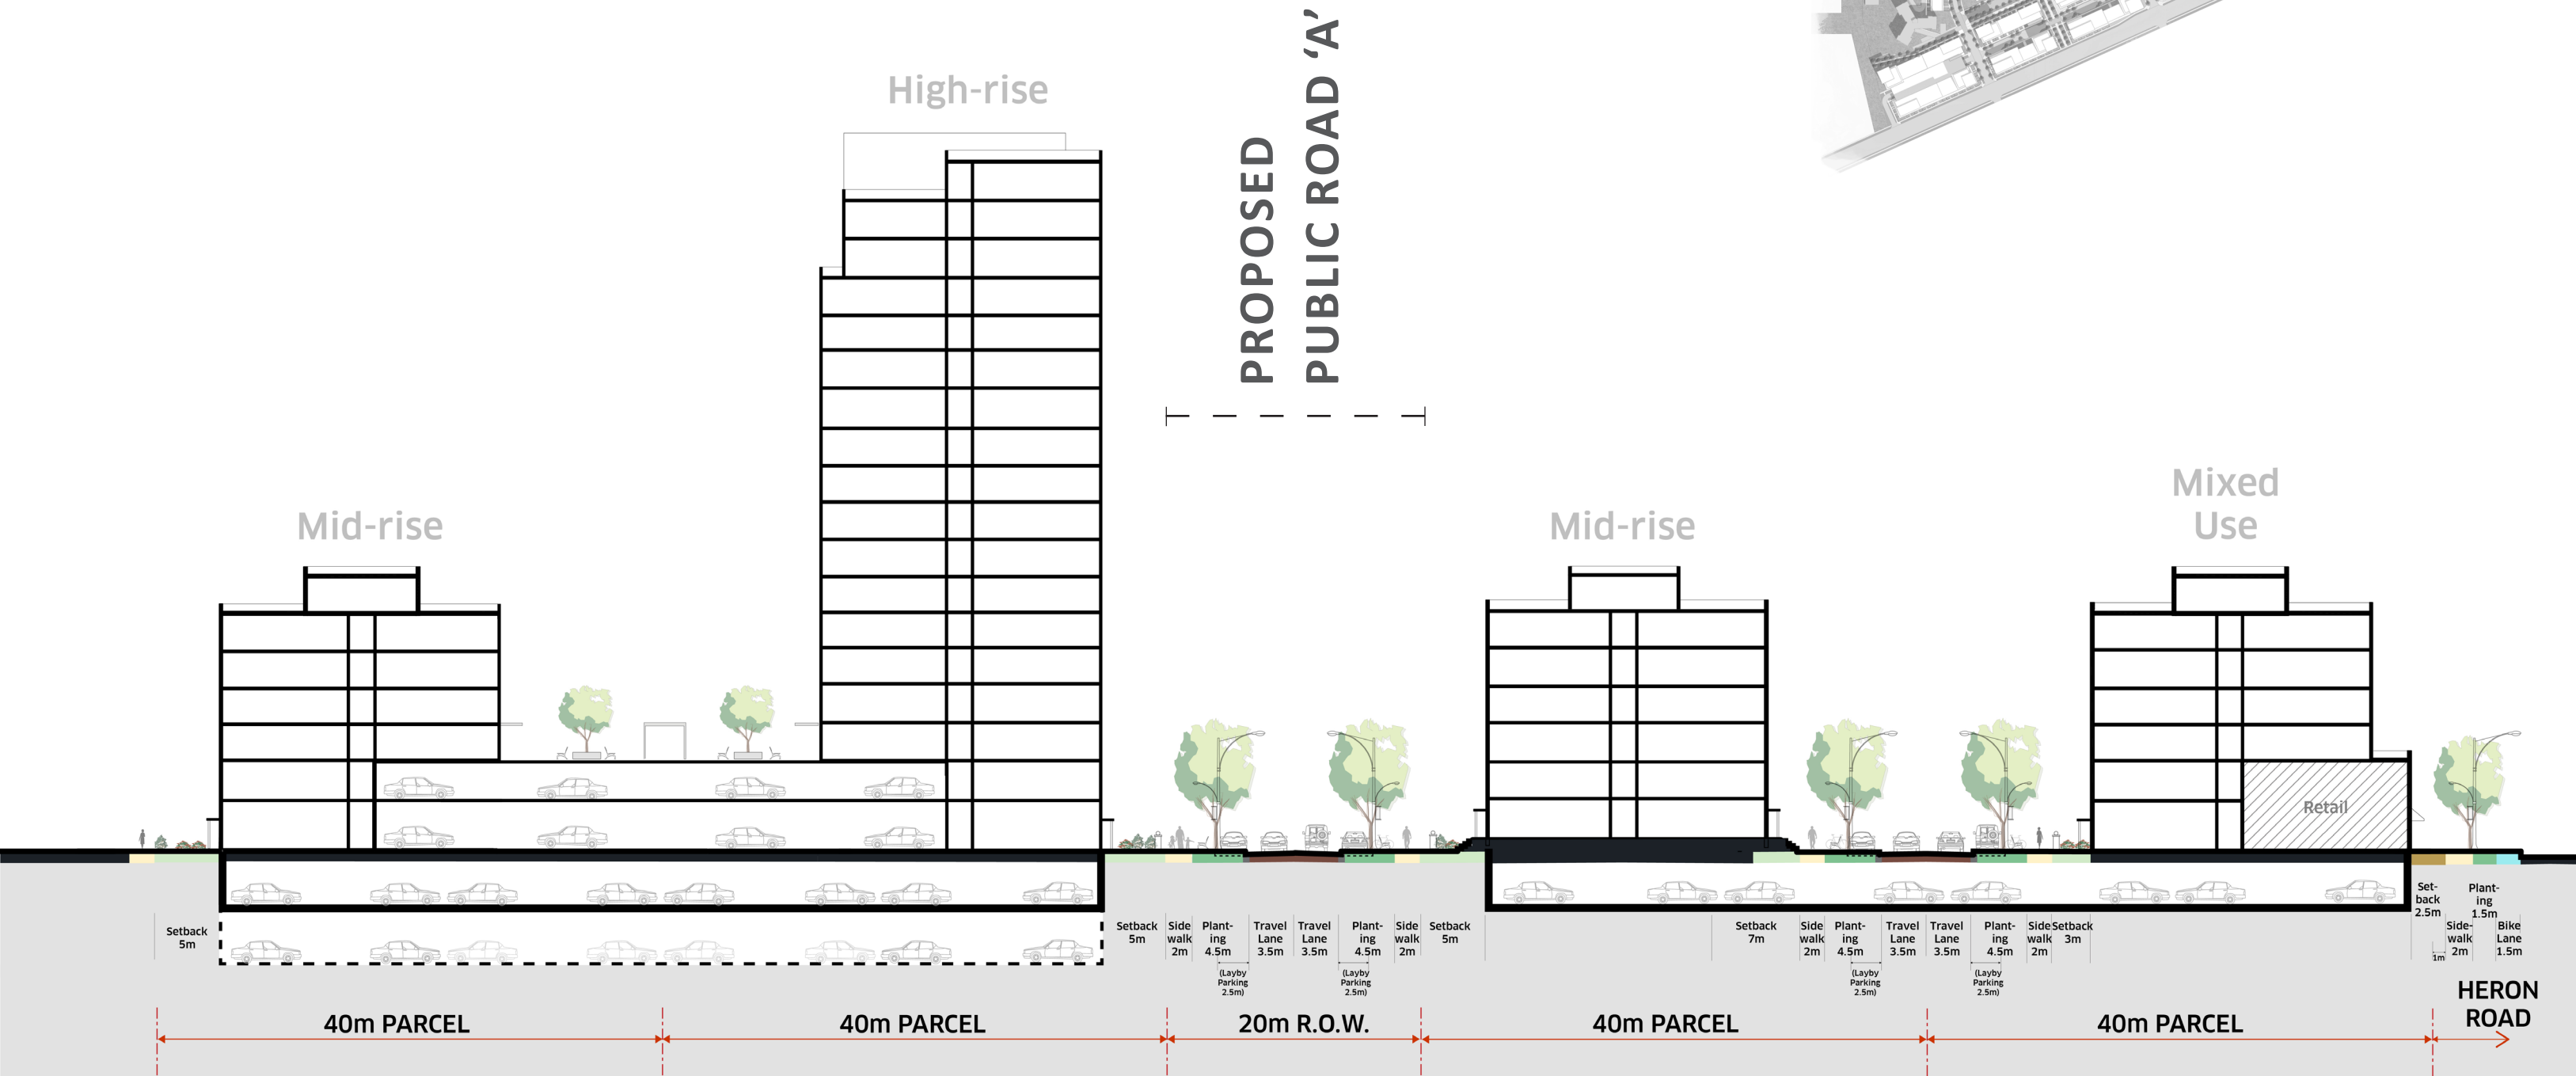 PROPOSED
PUBLIC ROAD ‘A’
High-rise
Mid-rise
Mid-rise
Mixed
Use
Retail
Setback
5m
Setback
5m
Side
walk
2m
Plant-
ing
4.5m
(Layby
Parking
2.5m)
Travel
Lane
3.5m
Travel
Lane
3.5m
Plant-
ing
4.5m
(Layby
Parking
2.5m)
Side
walk
2m
Setback
5m
Setback
7m
Side
walk
2m
Plant-
ing
4.5m
(Layby
Parking
2.5m)
Travel
Lane
3.5m
Travel
Lane
3.5m
Plant-
ing
4.5m
(Layby
Parking
2.5m)
Side
walk
2m
Setback
3m
Set-
back
2.5m
1m
Side-
walk
2m
Plant-
ing
1.5m
Bike
Lane
1.5m
40m PARCEL
40m PARCEL
20m R.O.W.
40m PARCEL
40m PARCEL
HERON
ROAD